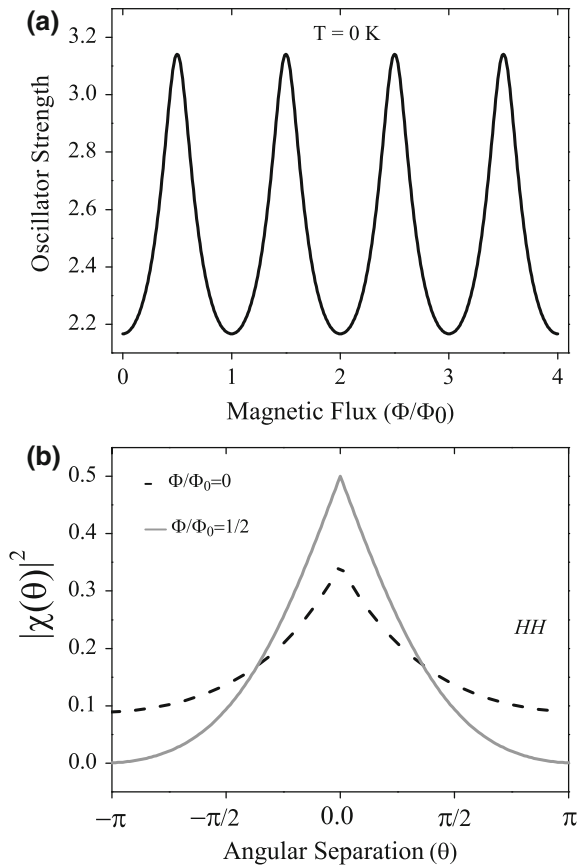 (a)
T = 0 K
3.2
3.0
2.8
2.6
2.4
2.2
Oscillator Strength
0 1 2 3 4
Magnetic Flux (Φ/Φ0)
(b)
Φ/Φ0=0
Φ/Φ0=1/2
0.5
0.4
0.3
0.2
0.1
0.0
|χ(θ)|2
HH
−π −π/2 0.0 π/2 π
Angular Separation (θ)